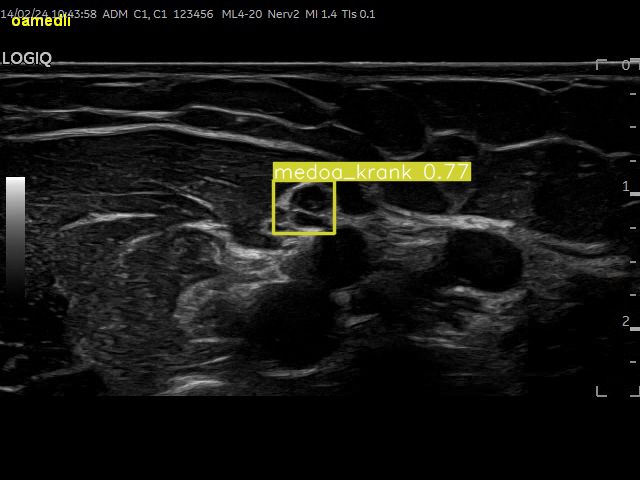 14/02/24 10:43:58 ADM C1, C1 123456 ML4-20 Nerv2 MI 1.4 TIs 0.1
oamedli
LOGIQ
0
medoa_krank 0.77
1
2